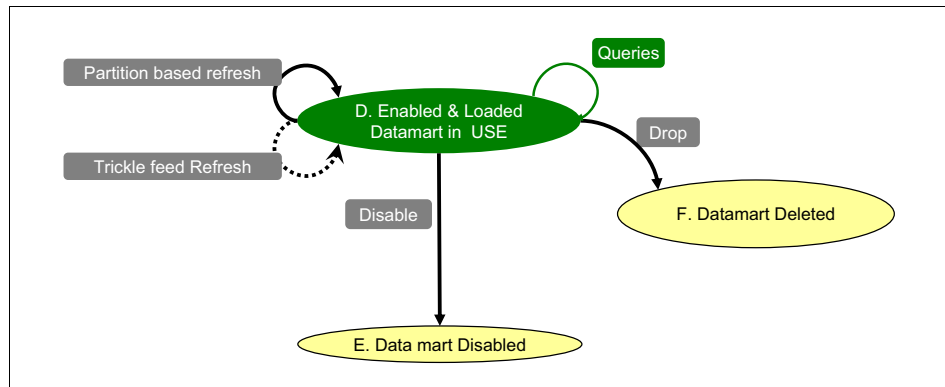 Queries
Partition based refresh
D. Enabled & Loaded
Datamart in USE
Drop
Trickle feed Refresh
Disable
F. Datamart Deleted
E. Data mart Disabled